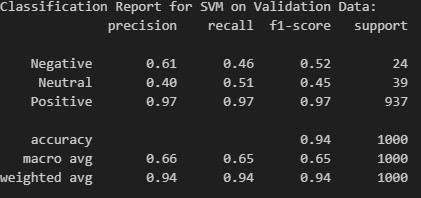 Classification Report for SVM on Validation Data:
precision recall f1-score support
Negative 0.61 0.46 0.52 24
Neutral 0.40 0.51 0.45 39
Positive 0.97 0.97 0.97 937
accuracy 0.94 1000
macro avg 0.66 0.65 0.65 1000
weighted avg 0.94 0.94 0.94 1000